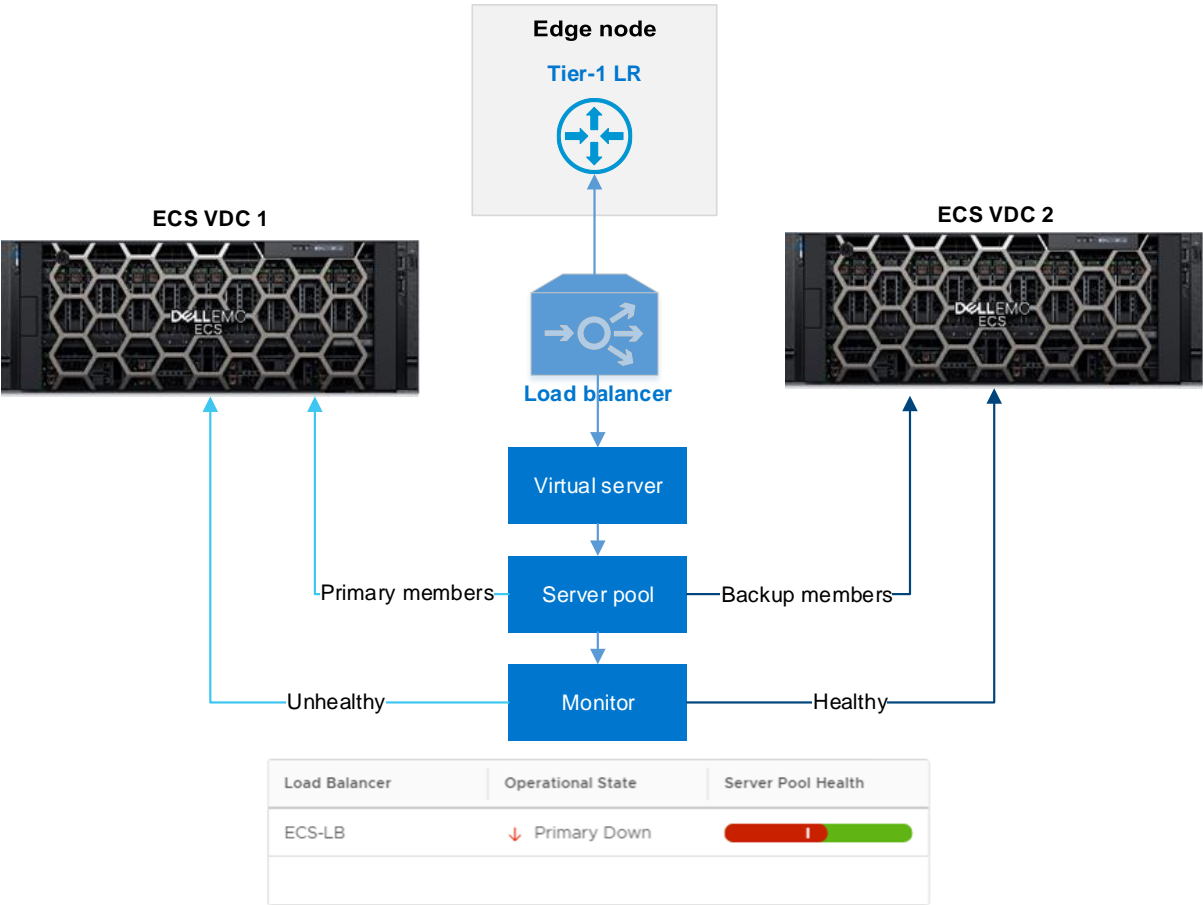 Edge node
Tier-1 LR
ECS VDC 1
ECS VDC 2
DELLEMC
ECS
DELLEMC
ECS
Load balancer
Virtual server
Primary members
Server pool
Backup members
Unhealthy
Monitor
Healthy
Load Balancer Operational State Server Pool Health
ECS-LB Primary Down